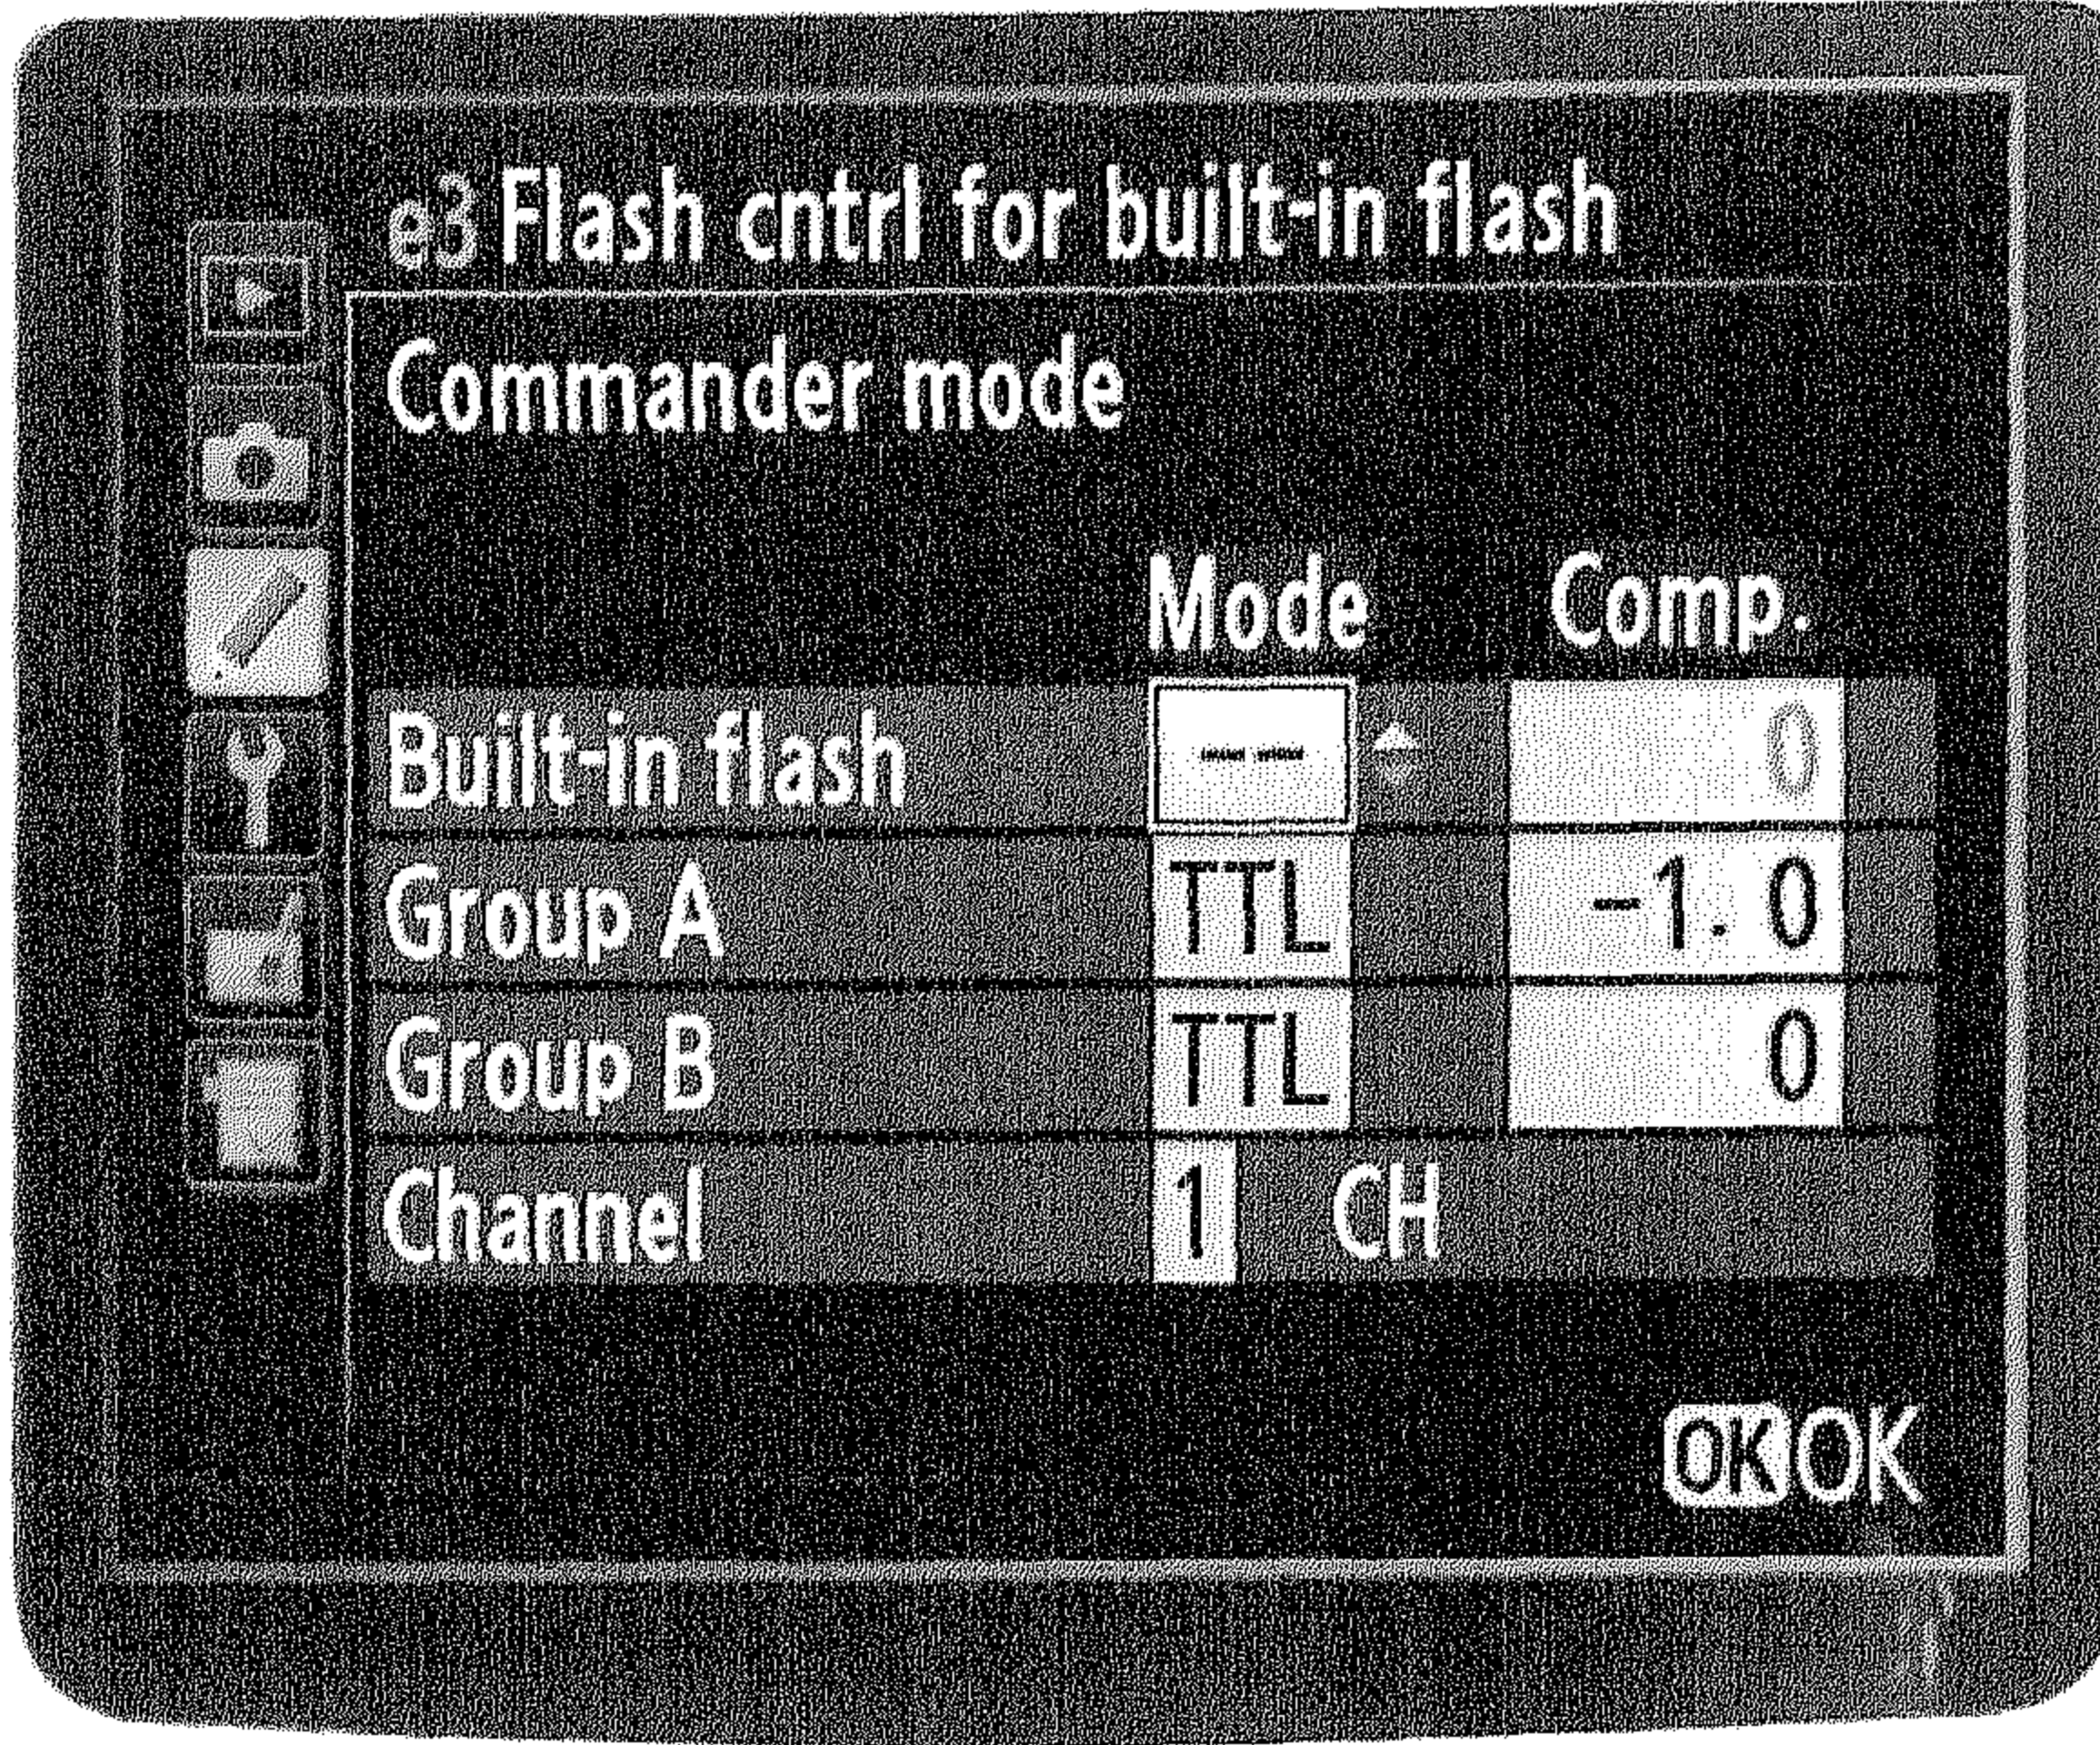 e3 Flash cntrl for built-in flash
Commander mode
Mode Comp.
Built-in flash -- 0
Group A TTL -1.0
Group B TTL 0
Channel 1 CH
OK OK